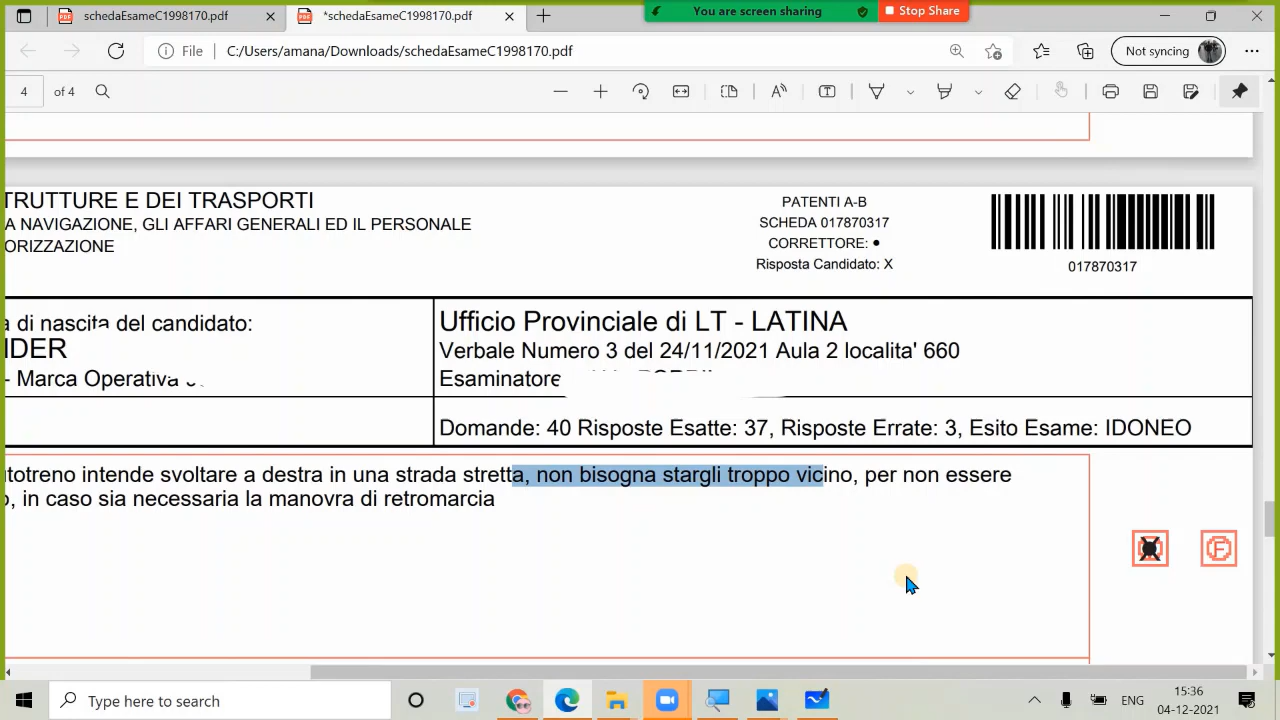 schedaEsameC1998170.pdf
*schedaEsameC1998170.pdf
You are screen sharing
Stop Share
File
C:/Users/amana/Downloads/schedaEsameC1998170.pdf
Not syncing
4 of 4
TRUTTURE E DEI TRASPORTI
A NAVIGAZIONE, GLI AFFARI GENERALI ED IL PERSONALE
ORIZZAZIONE
PATENTI A-B
SCHEDA 017870317
CORRETTORE: ●
Risposta Candidato: X
017870317
a di nascita del candidato:
IDER
- Marca Operativa
Ufficio Provinciale di LT - LATINA
Verbale Numero 3 del 24/11/2021 Aula 2 localita' 660
Esaminatore
Domande: 40 Risposte Esatte: 37, Risposte Errate: 3, Esito Esame: IDONEO
utotreno intende svoltare a destra in una strada stretta, non bisogna stargli troppo vicino, per non essere
o, in caso sia necessaria la manovra di retromarcia
F
Type here to search
ENG
15:36
04-12-2021